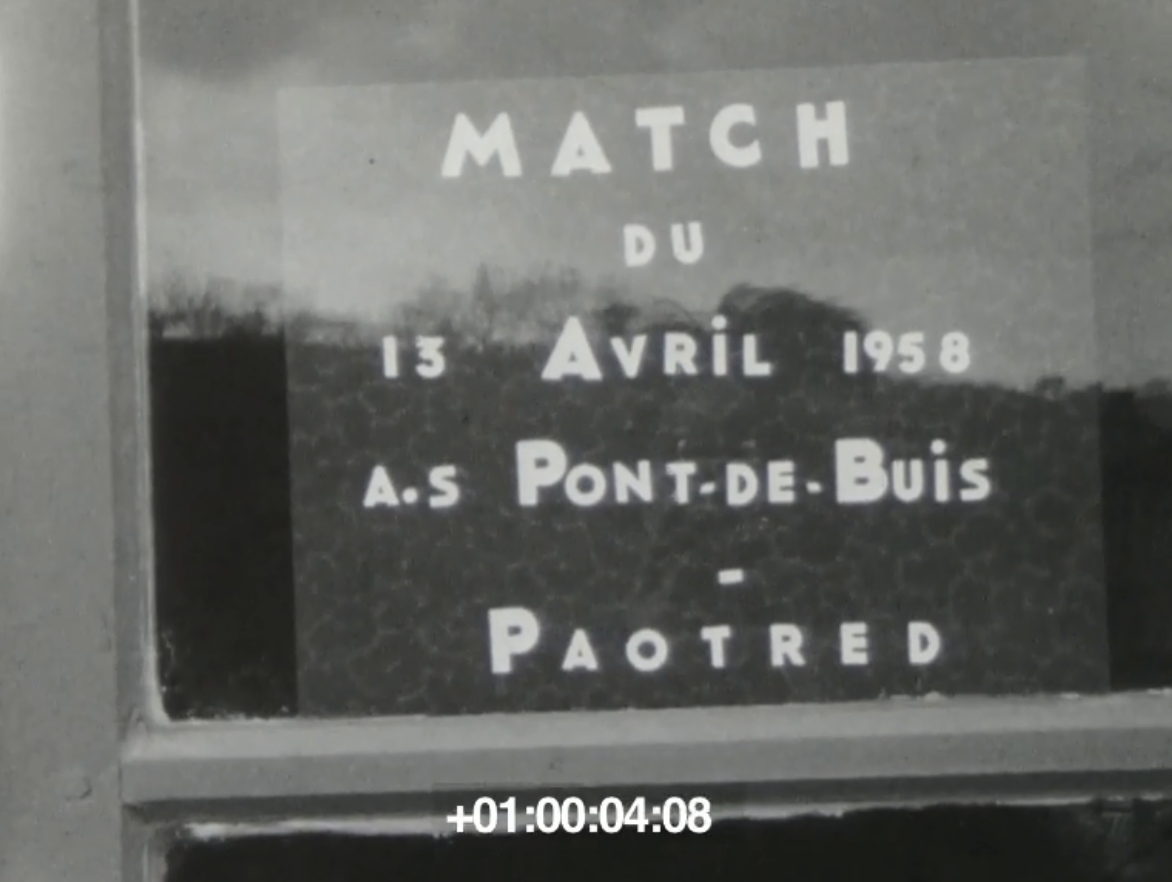 MATCH
DU
13 AVRiL 1958
A.S PONT-DE-BUiS
-
PAOTRED
+01:00:04:08